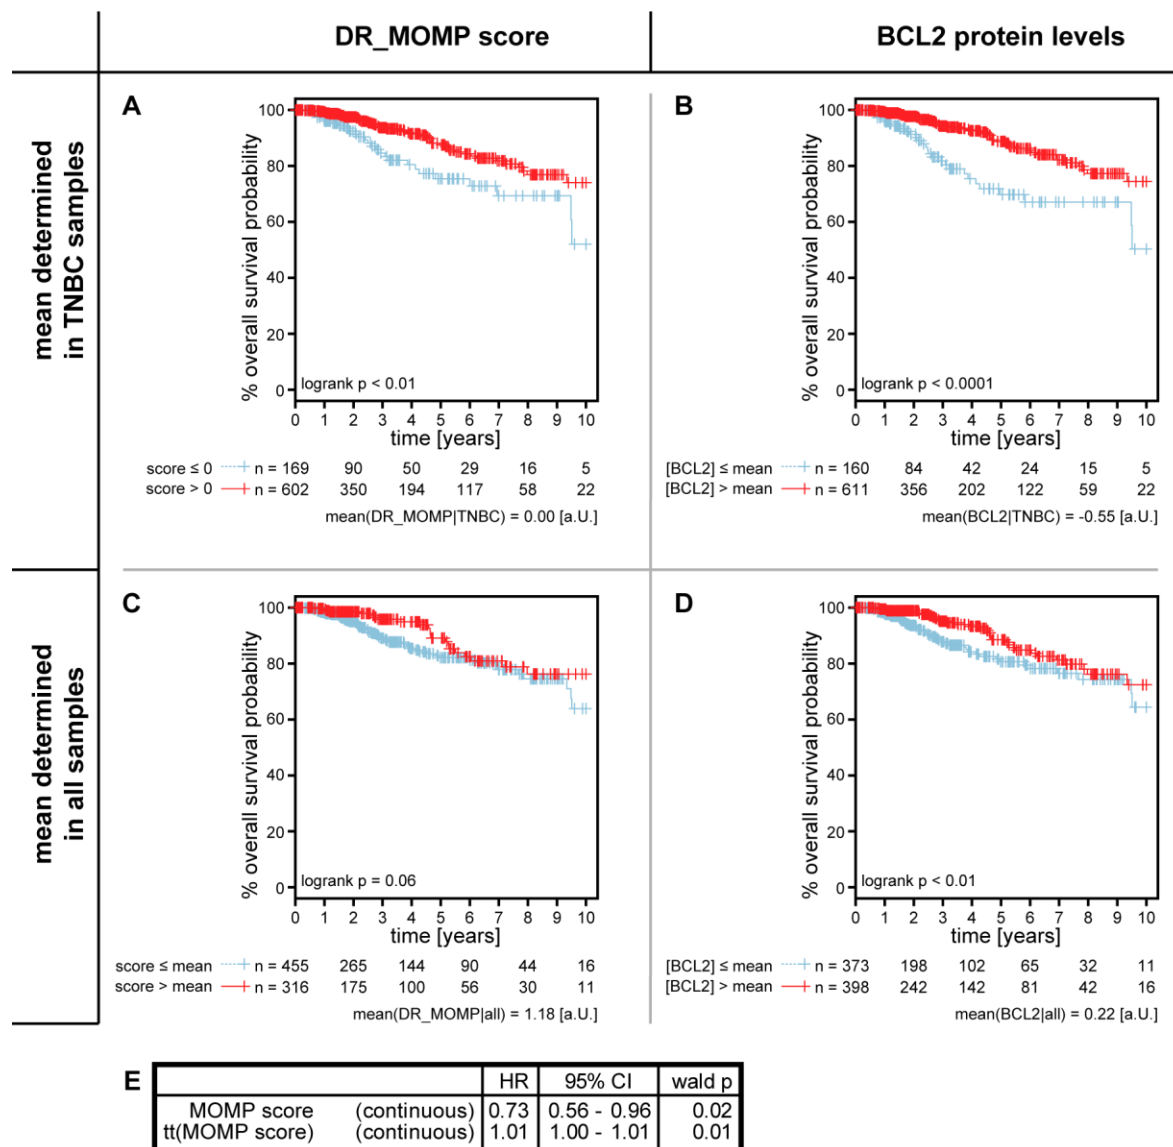 DR_MOMP score
BCL2 protein levels
mean determined
in TNBC samples
A
100
80
60
40
20
0
% overall survival probability
logrank p < 0.01
0 1 2 3 4 5 6 7 8 9 10
time [years]
score ≤ 0 n = 169 90 50 29 16 5
score > 0 n = 602 350 194 117 58 22
mean(DR_MOMP|TNBC) = 0.00 [a.U.]
B
100
80
60
40
20
0
% overall survival probability
logrank p < 0.0001
0 1 2 3 4 5 6 7 8 9 10
time [years]
[BCL2] ≤ mean n = 160 84 42 24 15 5
[BCL2] > mean n = 611 356 202 122 59 22
mean(BCL2|TNBC) = -0.55 [a.U.]
mean determined
in all samples
C
100
80
60
40
20
0
% overall survival probability
logrank p = 0.06
0 1 2 3 4 5 6 7 8 9 10
time [years]
score ≤ mean n = 455 265 144 90 44 16
score > mean n = 316 175 100 56 30 11
mean(DR_MOMP|all) = 1.18 [a.U.]
D
100
80
60
40
20
0
% overall survival probability
logrank p < 0.01
0 1 2 3 4 5 6 7 8 9 10
time [years]
[BCL2] ≤ mean n = 373 198 102 65 32 11
[BCL2] > mean n = 398 242 142 81 42 16
mean(BCL2|all) = 0.22 [a.U.]
E
HR 95% CI wald p
MOMP score (continuous) 0.73 0.56 - 0.96 0.02
tt(MOMP score) (continuous) 1.01 1.00 - 1.01 0.01